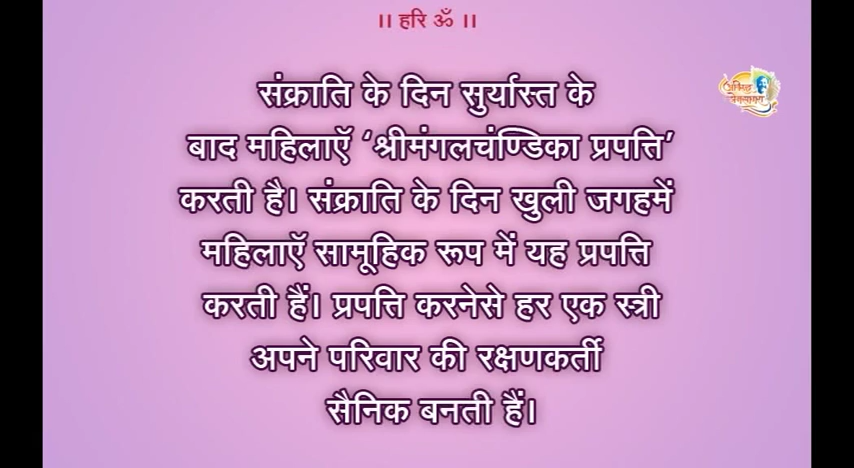 ।। हरि ॐ ।।
संक्राति के दिन सुर्यास्त के
बाद महिलाएॅ ‘श्रीमंगलचंण्डिका प्रपत्ति’
करती है। संक्राति के दिन खुली जगहमें
महिलाएॅ सामूहिक रूप में यह प्रपत्ति
करती हैं। प्रपत्ति करनेसे हर एक स्त्री
अपने परिवार की रक्षणकर्ती
सैनिक बनती हैं।